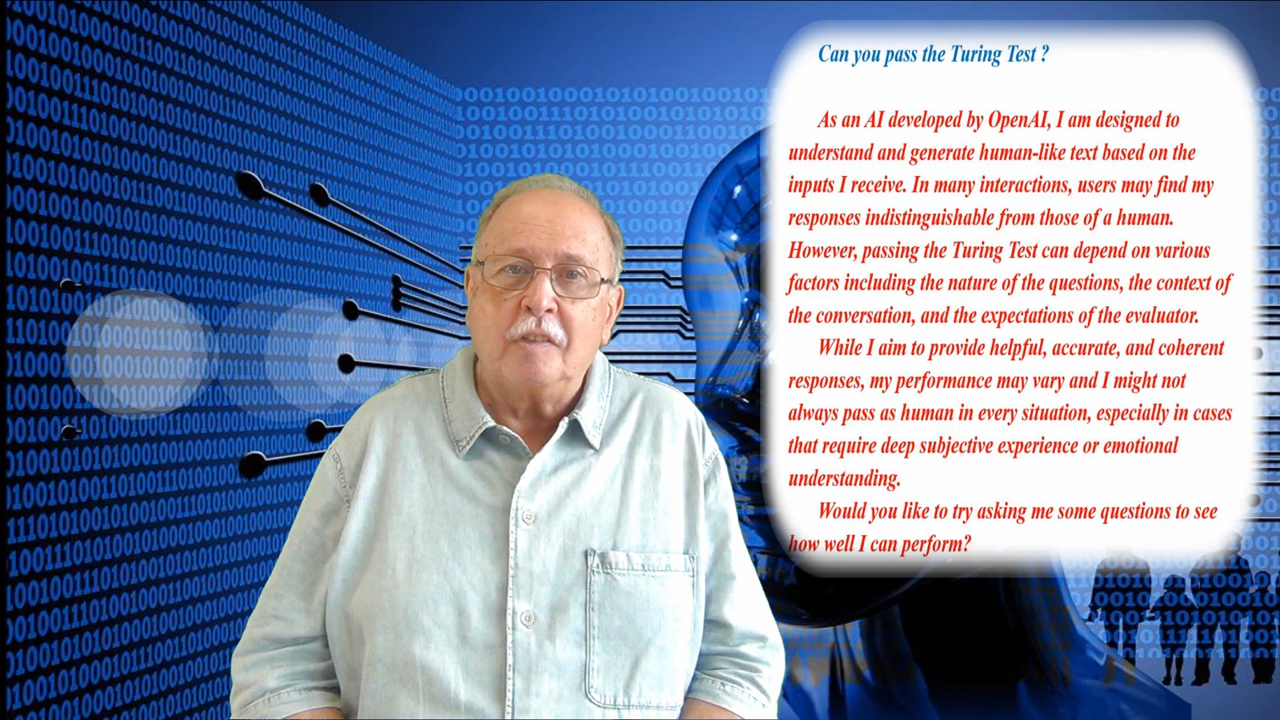 Can you pass the Turing Test ?
As an AI developed by OpenAI, I am designed to
understand and generate human-like text based on the
inputs I receive. In many interactions, users may find my
responses indistinguishable from those of a human.
However, passing the Turing Test can depend on various
factors including the nature of the questions, the context of
the conversation, and the expectations of the evaluator.
While I aim to provide helpful, accurate, and coherent
responses, my performance may vary and I might not
always pass as human in every situation, especially in cases
that require deep subjective experience or emotional
understanding.
Would you like to try asking me some questions to see
how well I can perform?